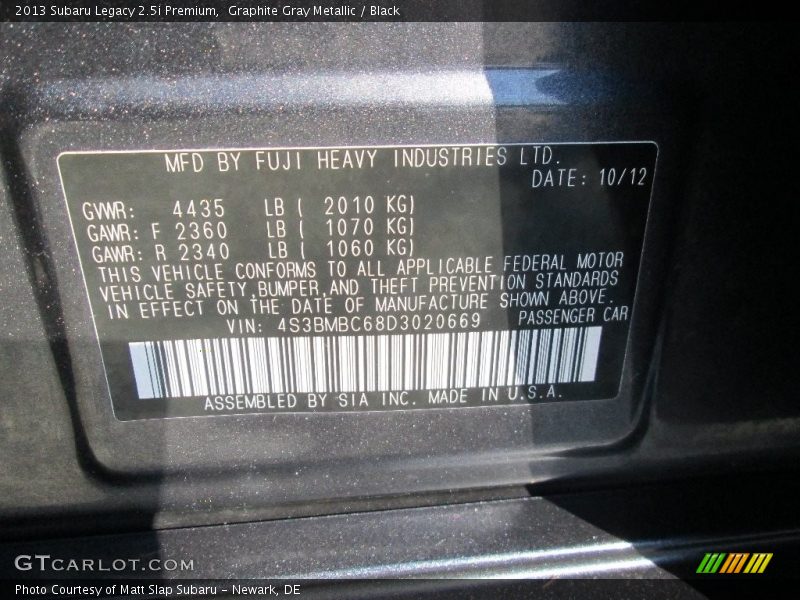 2013 Subaru Legacy 2.5i Premium,  Graphite Gray Metallic / Black
MFD BY FUJI HEAVY INDUSTRIES LTD.
DATE: 10/12
GVWR: 4435 LB ( 2010 KG)
GAWR: F 2360 LB ( 1070 KG)
GAWR: R 2340 LB ( 1060 KG)
THIS VEHICLE CONFORMS TO ALL APPLICABLE FEDERAL MOTOR
VEHICLE SAFETY,BUMPER,AND THEFT PREVENTION STANDARDS
IN EFFECT ON THE DATE OF MANUFACTURE SHOWN ABOVE.
VIN: 4S3BMBC68D3020669 PASSENGER CAR
ASSEMBLED BY SIA INC. MADE IN U.S.A.
GTCARLOT.COM
Photo Courtesy of Matt Slap Subaru - Newark, DE